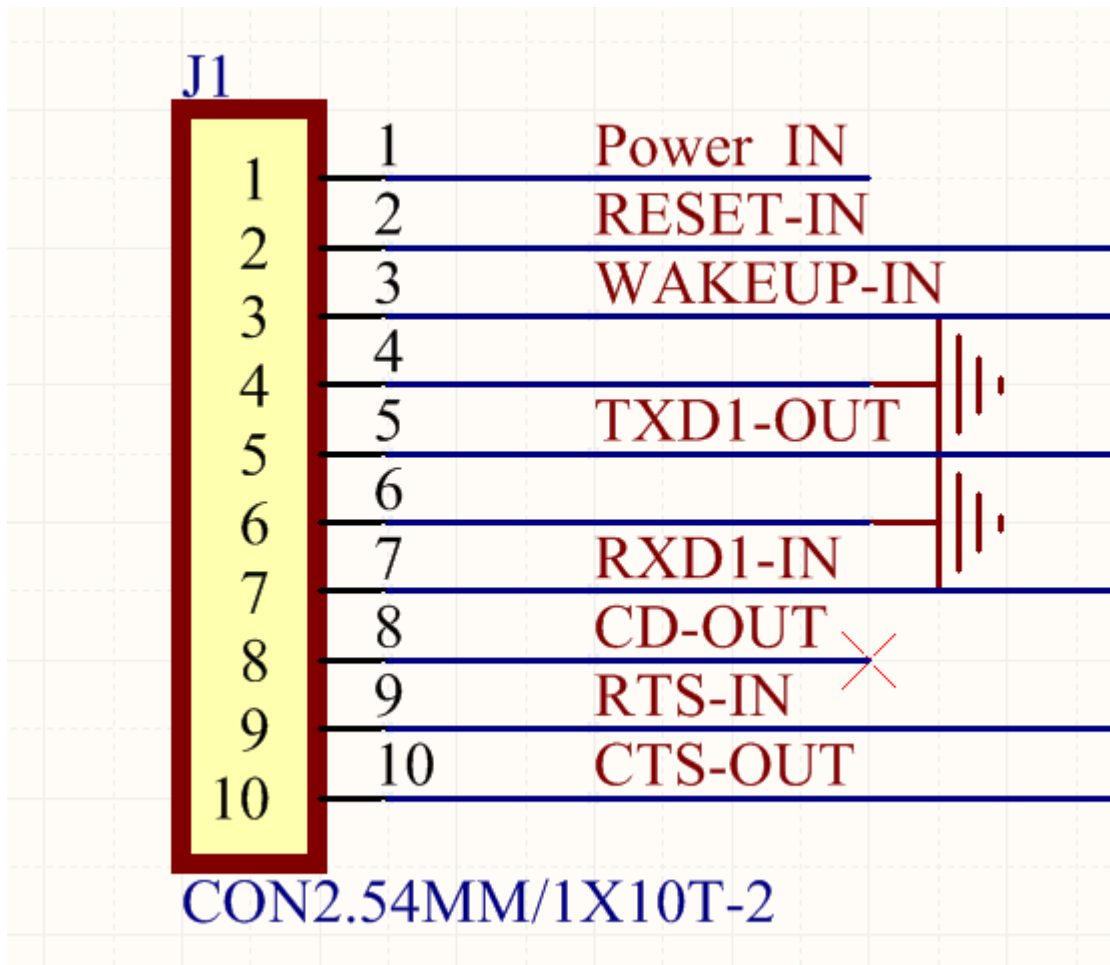 J1
1 1 Power IN
2 2 RESET-IN
3 3 WAKEUP-IN
4 4
5 5 TXD1-OUT
6 6
7 7 RXD1-IN
8 8 CD-OUT
9 9 RTS-IN
10 10 CTS-OUT
CON2.54MM/1X10T-2